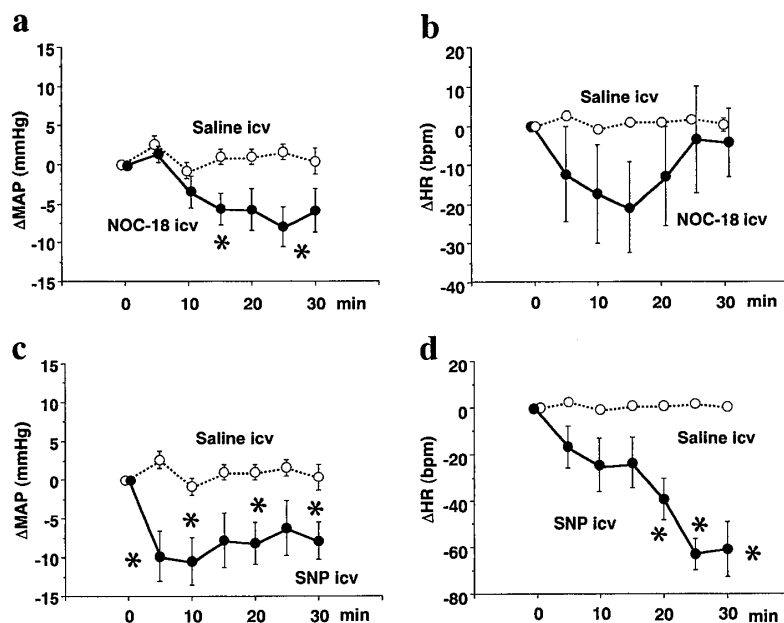 a
ΔMAP (mmHg)
15
10
5
0
-5
-10
-15
Saline icv
NOC-18 icv
*
*
0
10
20
30
min
b
ΔHR (bpm)
20
10
0
-10
-20
-30
-40
Saline icv
NOC-18 icv
0
10
20
30
min
c
ΔMAP (mmHg)
15
10
5
0
-5
-10
-15
Saline icv
*
*
*
*
SNP icv
0
10
20
30
min
d
ΔHR (bpm)
20
0
-20
-40
-60
-80
Saline icv
SNP icv
*
*
*
0
10
20
30
min